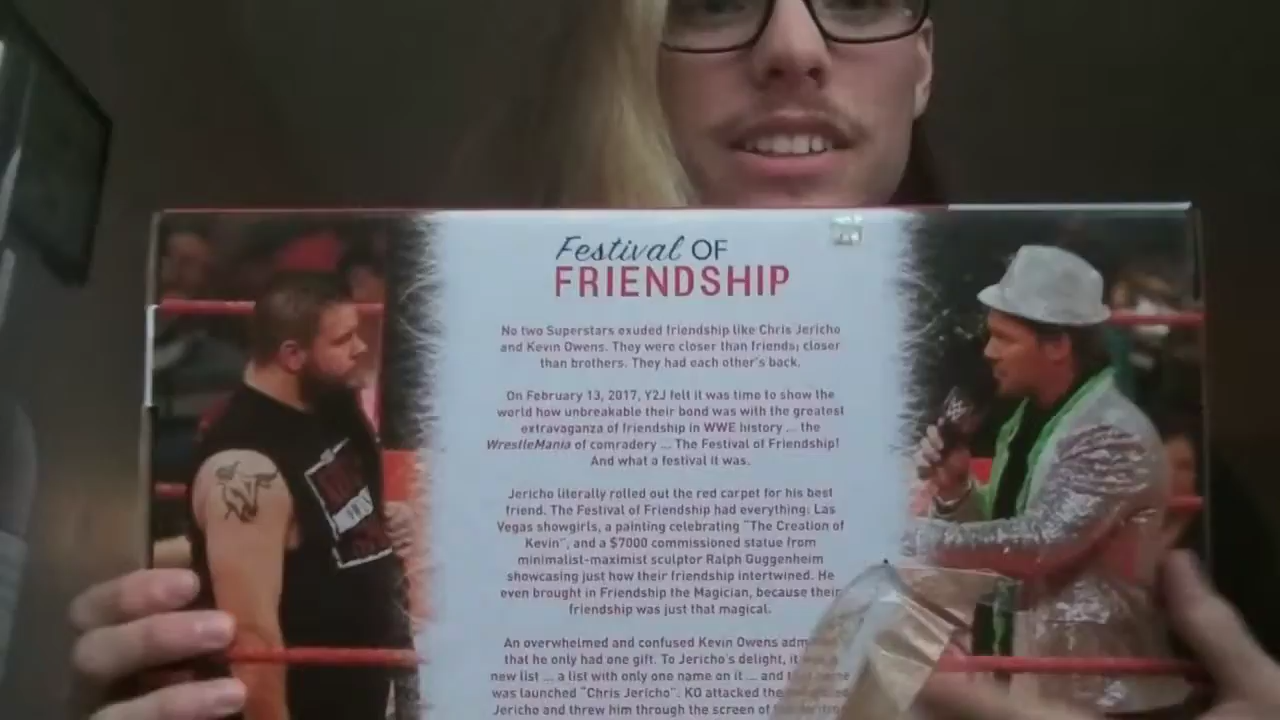 Festival OF
FRIENDSHIP
No two Superstars exuded friendship like Chris Jericho
and Kevin Owens. They were closer than friends; closer
than brothers. They had each other's back.
On February 13, 2017, Y2J felt it was time to show the
world how unbreakable their bond was with the greatest
extravaganza of friendship in WWE history ... the
WrestleMania of comradery ... The Festival of Friendship!
And what a festival it was.
Jericho literally rolled out the red carpet for his best
friend. The Festival of Friendship had everything: Las
Vegas showgirls, a painting celebrating "The Creation of
Kevin", and a $7000 commissioned statue from
minimalist-maximist sculptor Ralph Guggenheim
showcasing just how their friendship intertwined. He
even brought in Friendship the Magician, because their
friendship was just that magical.
An overwhelmed and confused Kevin Owens
that he only had one gift. To Jericho's delight, it
new list ... a list with only one name on it ... and
was launched "Chris Jericho". KO attacked the
Jericho and threw him through the screen of